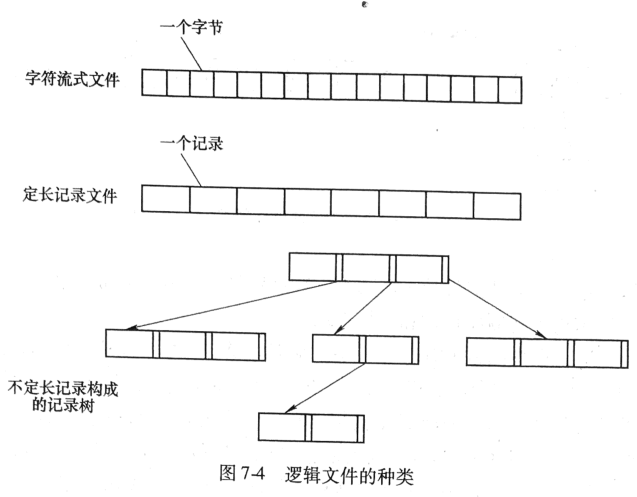 一个字节
字符流式文件
一个记录
定长记录文件
不定长记录构成
的记录树
图 7-4 逻辑文件的种类